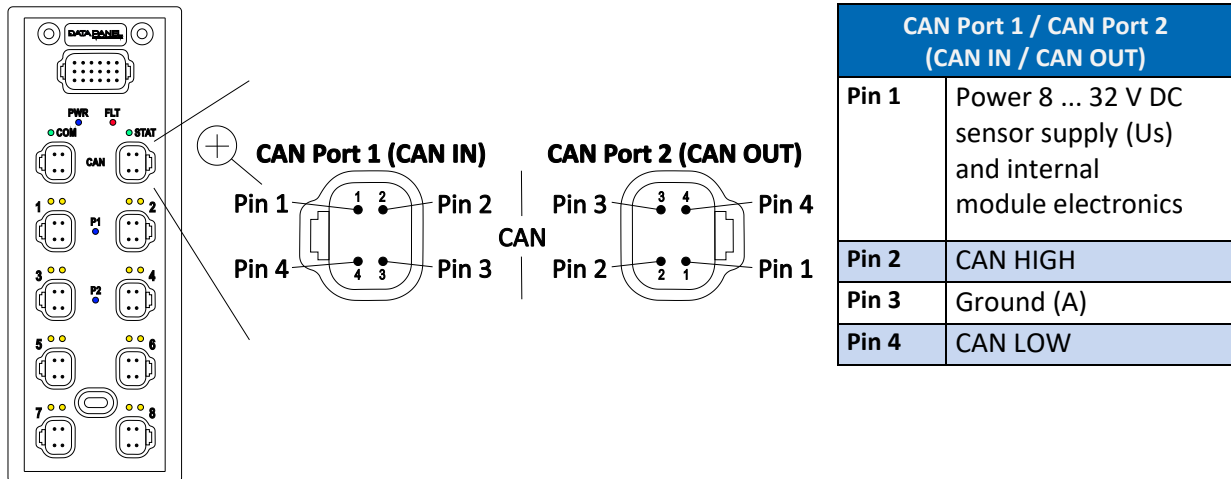 DATA PANEL
PWR FLT
COM STAT
CAN
1 2
P1
3 4
P2
5 6
7 8
CAN Port 1 (CAN IN)
Pin 1 1 2 Pin 2
Pin 4 4 3 Pin 3
CAN
CAN Port 2 (CAN OUT)
Pin 3 3 4 Pin 4
Pin 2 2 1 Pin 1
CAN Port 1 / CAN Port 2
(CAN IN / CAN OUT)
Pin 1 Power 8 ... 32 V DC
sensor supply (Us)
and internal
module electronics
Pin 2 CAN HIGH
Pin 3 Ground (A)
Pin 4 CAN LOW